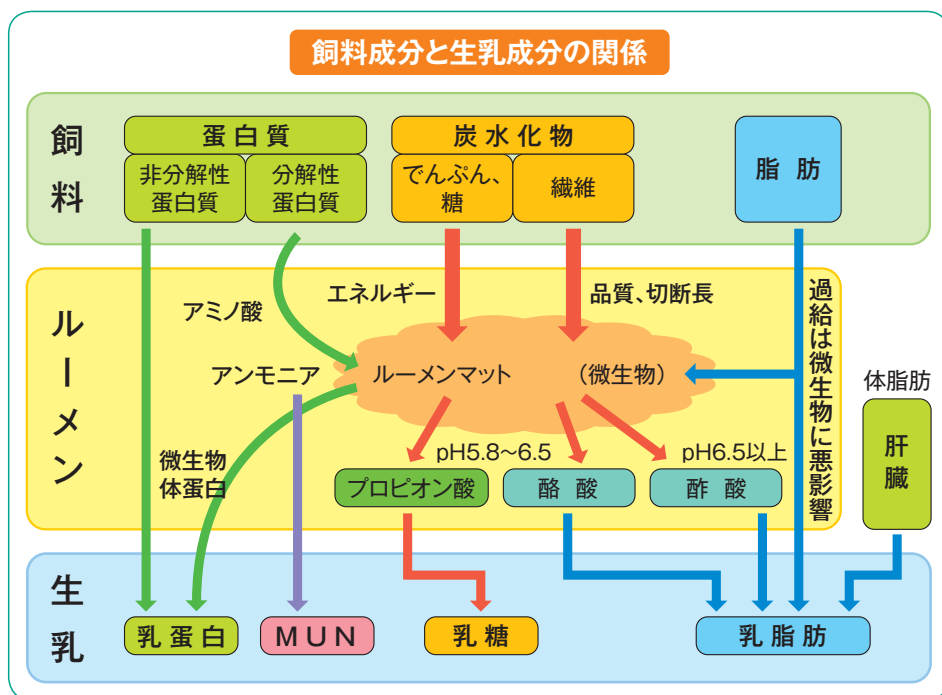 飼料成分と生乳成分の関係
飼料
蛋白質
非分解性
蛋白質
分解性
蛋白質
炭水化物
でんぷん、
糖
繊維
脂肪
ルーメン
アミノ酸
エネルギー
品質、切断長
過給は微生物に悪影響
アンモニア
ルーメンマット
（微生物）
体脂肪
肝臓
微生物
体蛋白
pH5.8~6.5
pH6.5以上
プロピオン酸
酪酸
酢酸
生乳
乳蛋白
MUN
乳糖
乳脂肪